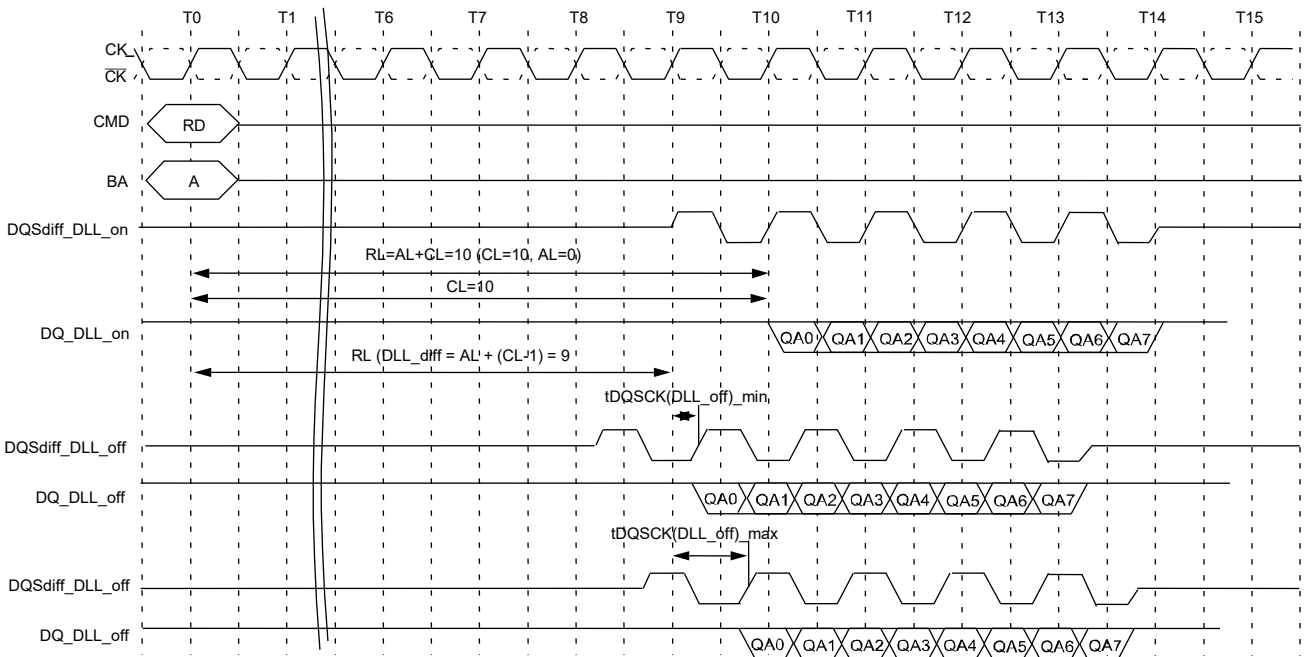 T0 T1 T6 T7 T8 T9 T10 T11 T12 T13 T14 T15
CK
CK
CMD RD
BA A
DQSdiff_DLL_on
RL=AL+CL=10 (CL=10, AL=0)
CL=10
DQ_DLL_on QA0 QA1 QA2 QA3 QA4 QA5 QA6 QA7
RL (DLL_diff = AL + (CL-1) = 9
tDQSCK(DLL_off)_min
DQSdiff_DLL_off
DQ_DLL_off QA0 QA1 QA2 QA3 QA4 QA5 QA6 QA7
tDQSCK(DLL_off)_max
DQSdiff_DLL_off
DQ_DLL_off QA0 QA1 QA2 QA3 QA4 QA5 QA6 QA7